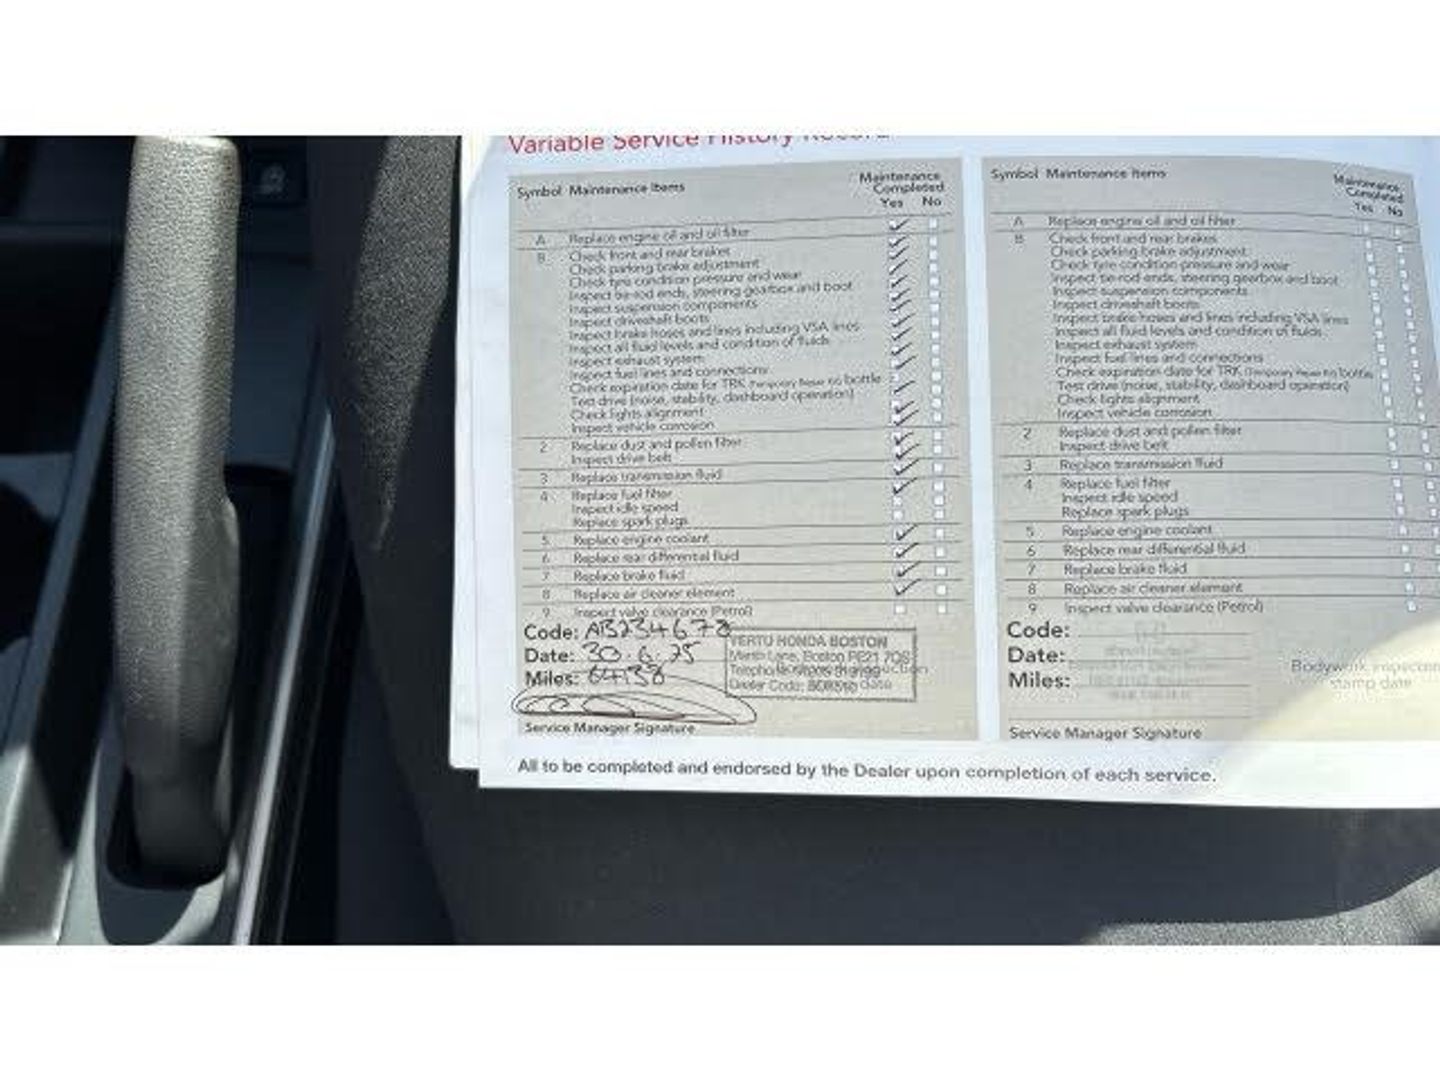 Variable Service History Record
Symbol Maintenance Items Maintenance Completed
Yes No
A Replace engine oil and oil filter
B Check front and rear brakes
Check parking brake adjustment
Check tyre condition pressure and wear
Inspect tie-rod ends, steering gearbox and boot
Inspect suspension components
Inspect driveshaft boots
Inspect brake hoses and lines including VSA lines
Inspect all fluid levels and condition of fluids
Inspect exhaust system
Inspect fuel lines and connections
Check expiration date for TRK (Temporary Repair Kit) bottle
Test drive (noise, stability, dashboard operation)
Check lights alignment
Inspect vehicle corrosion
2 Replace dust and pollen filter
Inspect drive belt
3 Replace transmission fluid
4 Replace fuel filter
Inspect idle speed
Replace spark plugs
5 Replace engine coolant
6 Replace rear differential fluid
7 Replace brake fluid
8 Replace air cleaner element
9 Inspect valve clearance (Petrol)
Code: AB234678
Date: 30.6.25
Miles: 64138
VERTU HONDA BOSTON
Marsh Lane, Boston PE21 7QS
Dealer Code:
Service Manager Signature
Symbol Maintenance Items Maintenance Completed
Yes No
A Replace engine oil and oil filter
B Check front and rear brakes
Check parking brake adjustment
Check tyre condition pressure and wear
Inspect tie-rod ends, steering gearbox and boot
Inspect suspension components
Inspect driveshaft boots
Inspect brake hoses and lines including VSA lines
Inspect all fluid levels and condition of fluids
Inspect exhaust system
Inspect fuel lines and connections
Check expiration date for TRK (Temporary Repair Kit) bottle
Test drive (noise, stability, dashboard operation)
Check lights alignment
Inspect vehicle corrosion
2 Replace dust and pollen filter
Inspect drive belt
3 Replace transmission fluid
4 Replace fuel filter
Inspect idle speed
Replace spark plugs
5 Replace engine coolant
6 Replace rear differential fluid
7 Replace brake fluid
8 Replace air cleaner element
9 Inspect valve clearance (Petrol)
Code:
Date:
Miles:
Bodywork inspection
stamp date
Service Manager Signature
All to be completed and endorsed by the Dealer upon completion of each service.